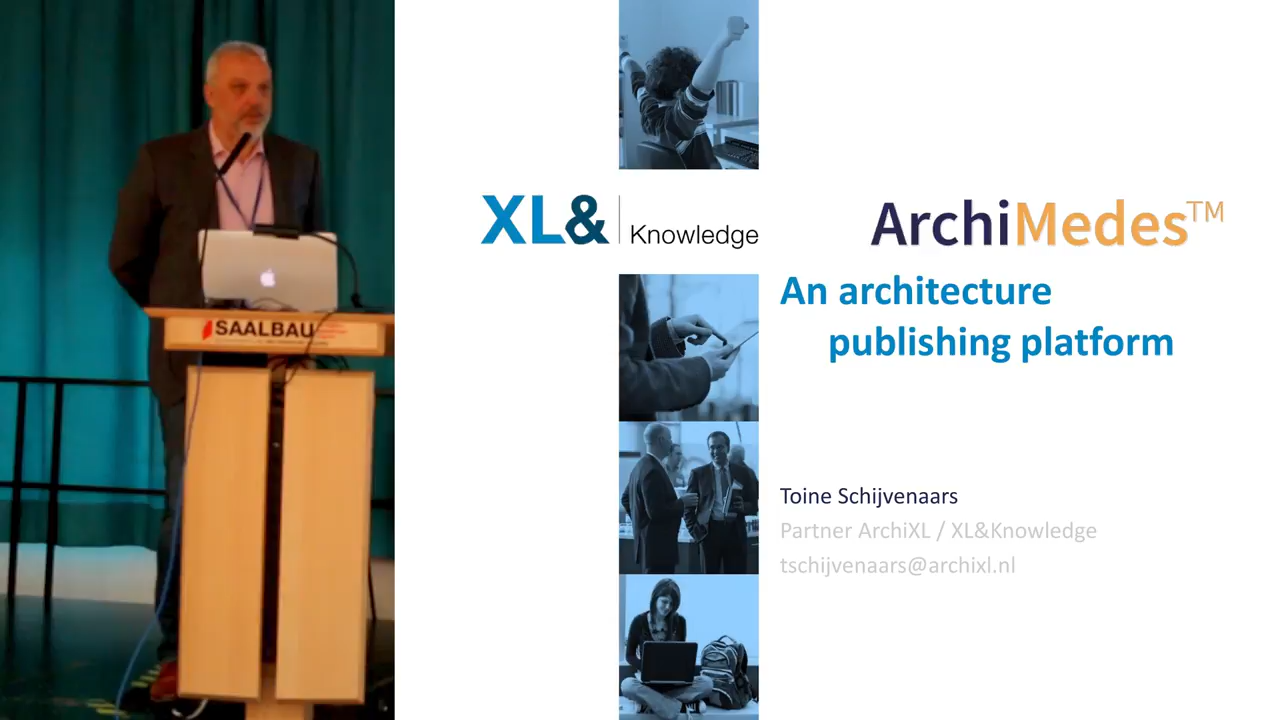 SAALBAU
XL& Knowledge
ArchiMedes™
An architecture
publishing platform
Toine Schijvenaars
Partner ArchiXL / XL&Knowledge
tschijvenaars@archixl.nl